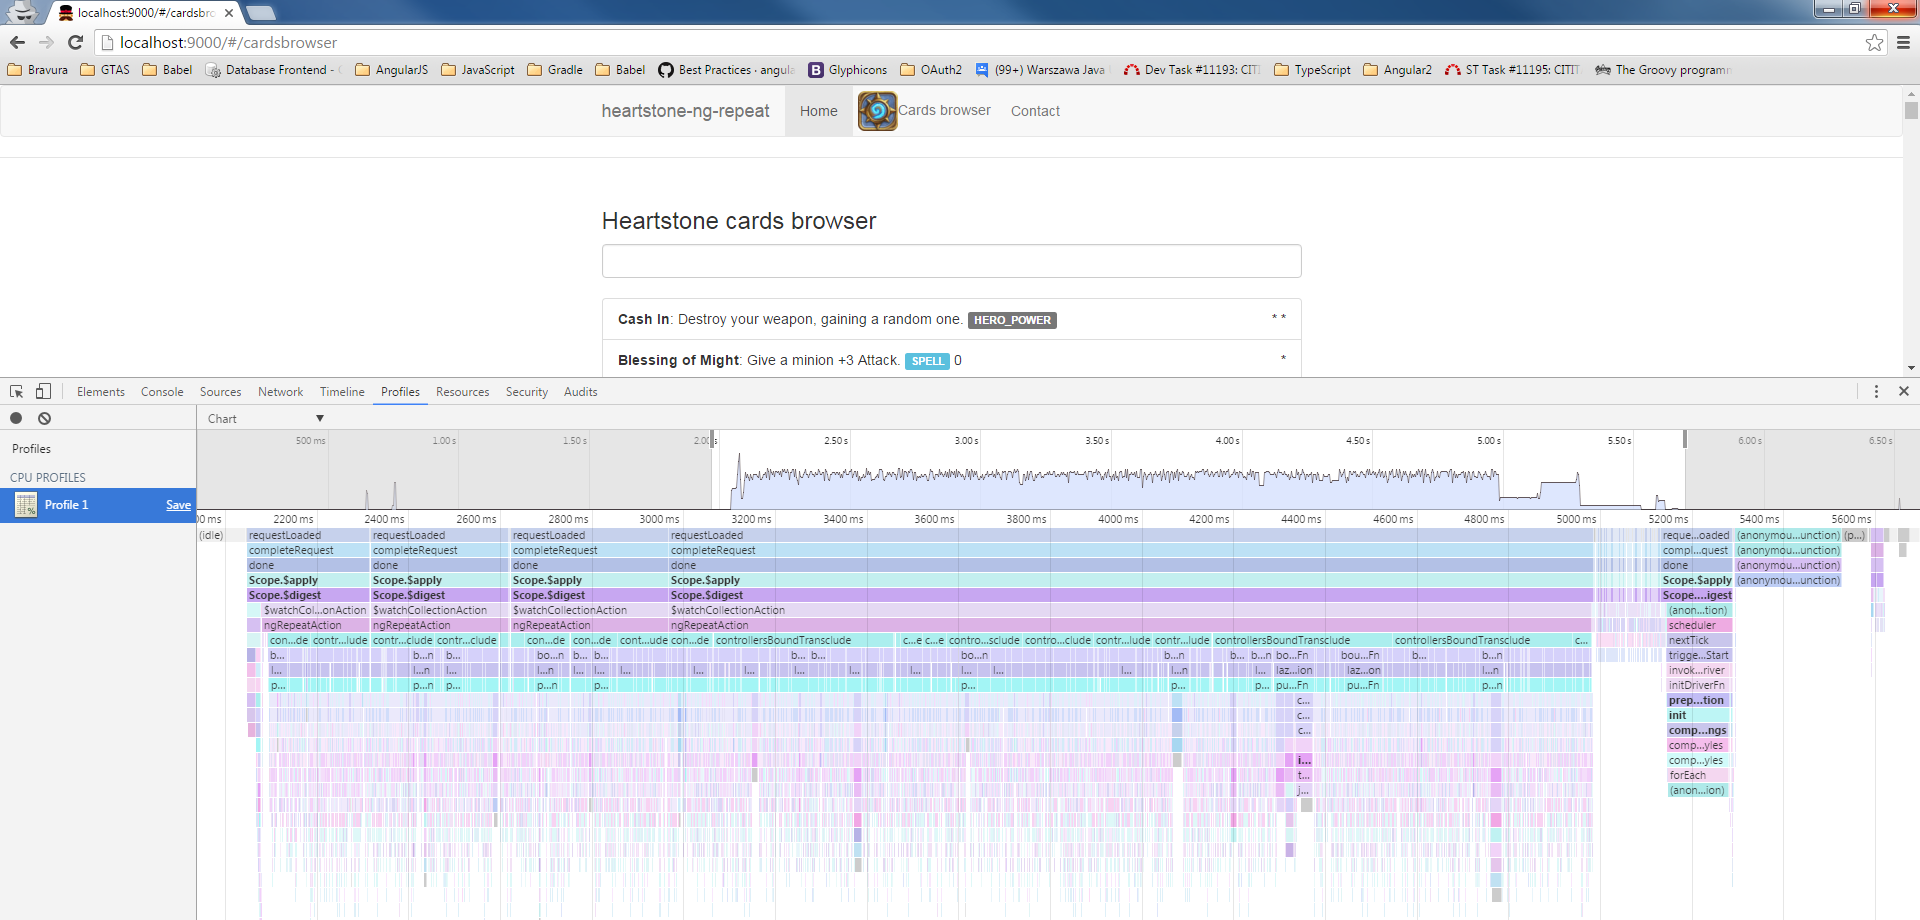 localhost:9000/#/cardsbro
localhost:9000/#/cardsbrowser
Bravura GTAS Babel Database Frontend - AngularJS JavaScript Gradle Babel Best Practices · angul Glyphicons OAuth2 (99+) Warszawa Java Dev Task #11193: CITI TypeScript Angular2 ST Task #11195: CITIT The Groovy program
heartstone-ng-repeat Home Cards browser Contact
Heartstone cards browser
Cash In: Destroy your weapon, gaining a random one. HERO_POWER * *
Blessing of Might: Give a minion +3 Attack. SPELL 0 *
Elements Console Sources Network Timeline Profiles Resources Security Audits
Chart ▼
Profiles
CPU PROFILES
Profile 1 Save
500 ms 1.00 s 1.50 s 2.00 s 2.50 s 3.00 s 3.50 s 4.00 s 4.50 s 5.00 s 5.50 s 6.00 s 6.50 s
00 ms 2200 ms 2400 ms 2600 ms 2800 ms 3000 ms 3200 ms 3400 ms 3600 ms 3800 ms 4000 ms 4200 ms 4400 ms 4600 ms 4800 ms 5000 ms 5200 ms 5400 ms 5600 ms
(idle) requestLoaded requestLoaded requestLoaded requestLoaded reque...oaded (anonymou...unction) (p...)
completeRequest completeRequest completeRequest completeRequest compl...quest (anonymou...unction)
done done done done done (anonymou...unction)
Scope.$apply Scope.$apply Scope.$apply Scope.$apply Scope.$apply (anonymou...unction)
Scope.$digest Scope.$digest Scope.$digest Scope.$digest Scope....igest
$watchCol...onAction $watchCollectionAction $watchCollectionAction $watchCollectionAction (anon...tion)
ngRepeatAction ngRepeatAction ngRepeatAction ngRepeatAction scheduler
con...de contr...lude contr...clude contr...clude con...de con...de cont...ude con...de controllersBoundTransclude c...e c...e contro...sclude contro...clude contr...lude contr...lude controllersBoundTransclude controllersBoundTransclude c... nextTick
b... b...n b... bo...n b... b... b... b... bo...n b...n b... b...n bo...Fn bou...Fn b... b...n trigge...Start
l... l...n l... l...n l... l... l... l... l... l... l... l... l... l... l... l...n l... laz...ion laz...on l...n invok...river
p... p...n p... p...n p... p... p... p... pu...Fn pu...Fn p...n initDriverFn
c... prep...tion
c... init
c... comp...ngs
comp...yles
i... comp...yles
t... forEach
j... (anon...ion)